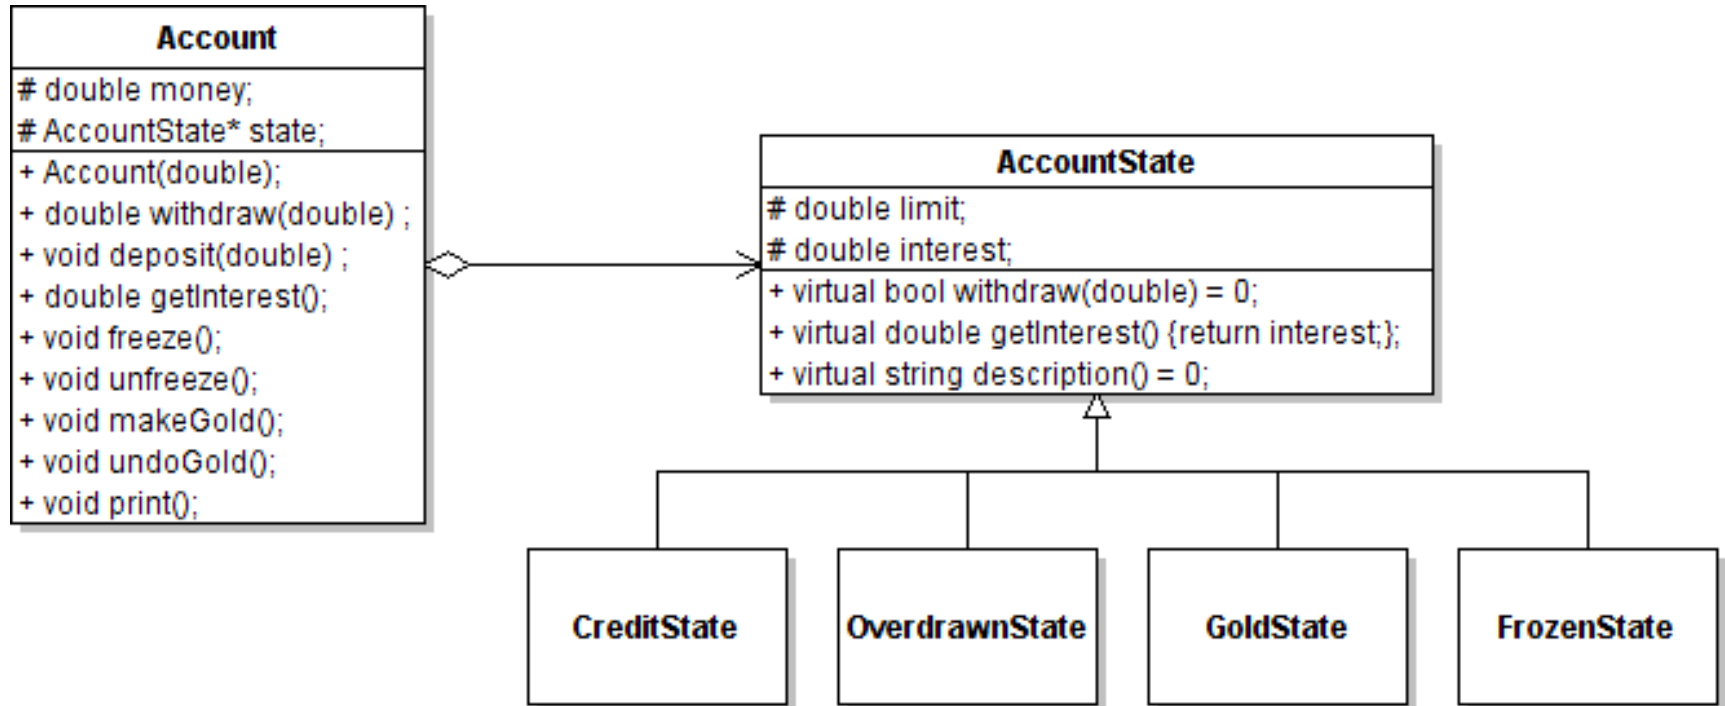 Account
# double money;
# AccountState* state;
+ Account(double);
+ double withdraw(double) ;
+ void deposit(double) ;
+ double getInterest();
+ void freeze();
+ void unfreeze();
+ void makeGold();
+ void undoGold();
+ void print();
AccountState
# double limit;
# double interest;
+ virtual bool withdraw(double) = 0;
+ virtual double getInterest() {return interest;};
+ virtual string description() = 0;
CreditState
OverdrawnState
GoldState
FrozenState